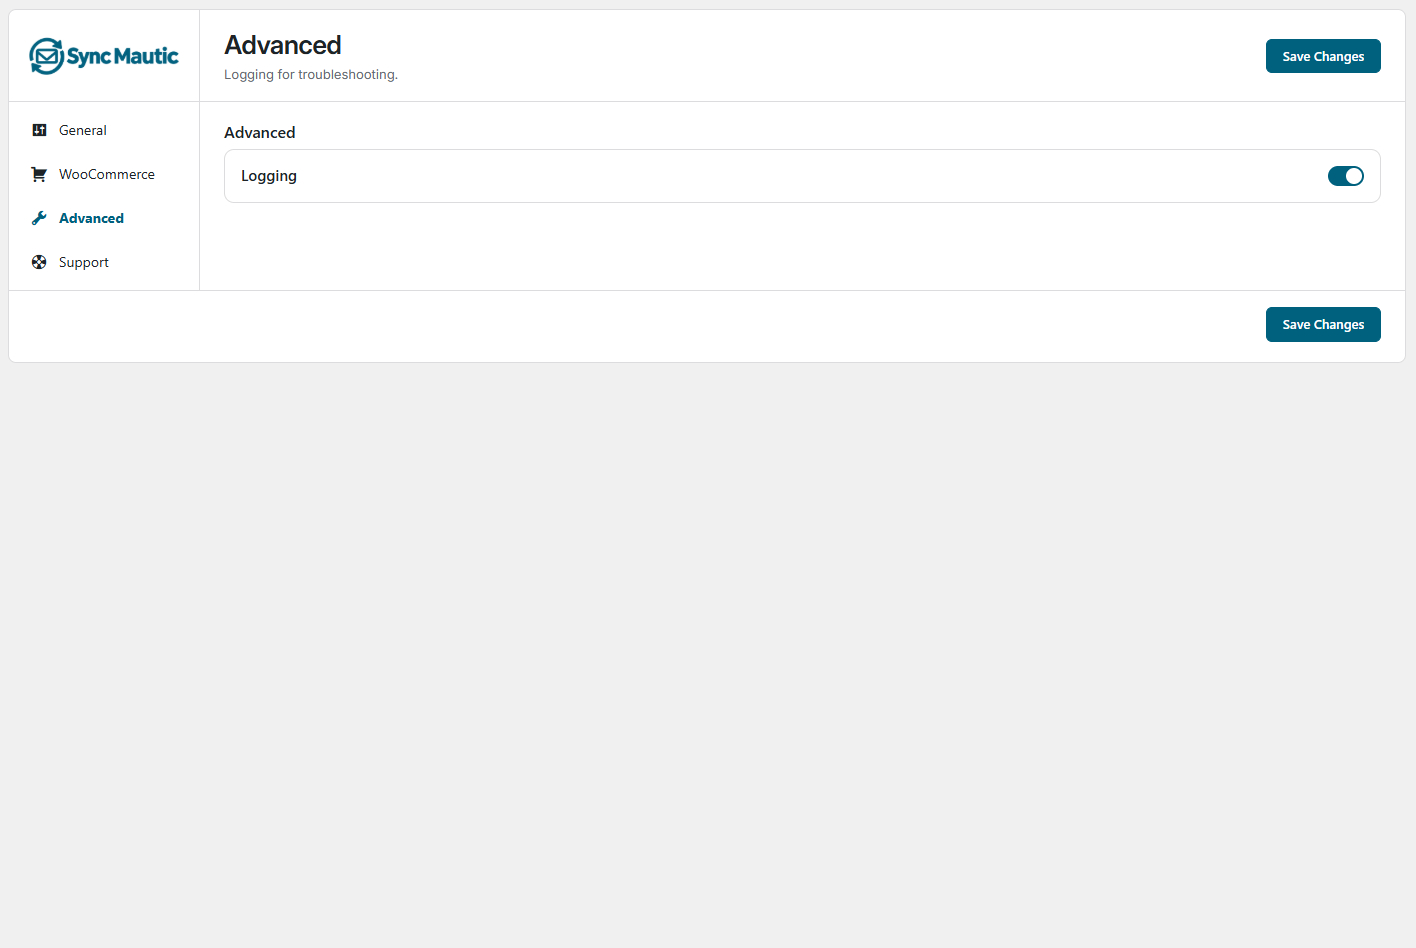 Sync Mautic
Advanced
Logging for troubleshooting.
Save Changes
General
WooCommerce
Advanced
Support
Advanced
Logging
Save Changes